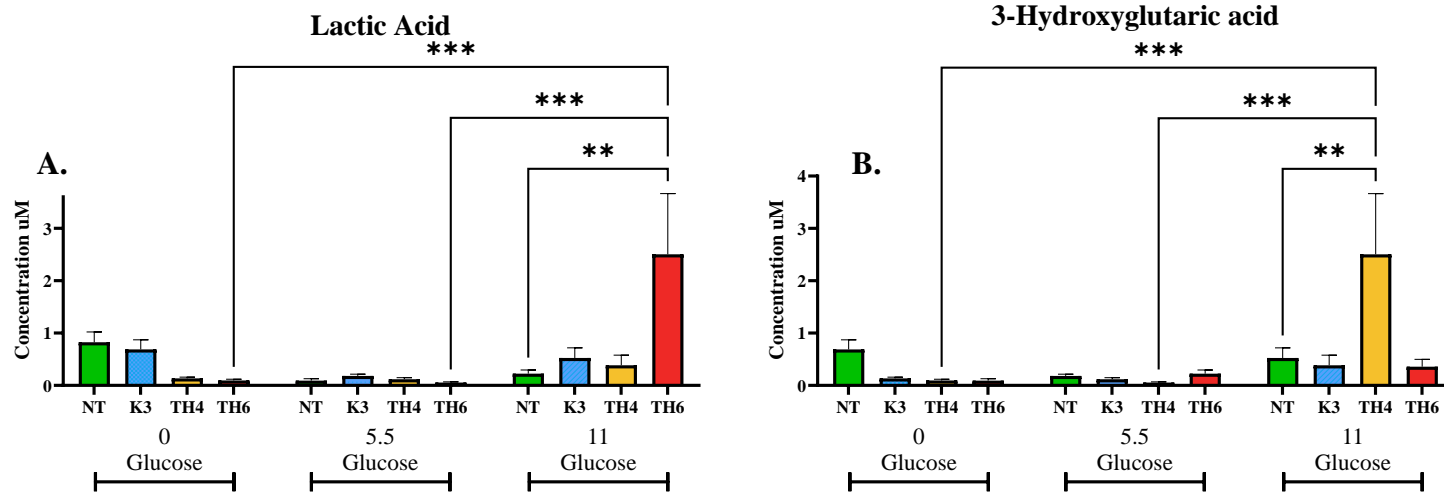 Lactic Acid
***
***
**
A.
Concentration uM
3
2
1
0
NT K3 TH4 TH6 NT K3 TH4 TH6 NT K3 TH4 TH6
0 5.5 11
Glucose Glucose Glucose
3-Hydroxyglutaric acid
***
***
**
B.
Concentration uM
4
3
2
1
0
NT K3 TH4 TH6 NT K3 TH4 TH6 NT K3 TH4 TH6
0 5.5 11
Glucose Glucose Glucose